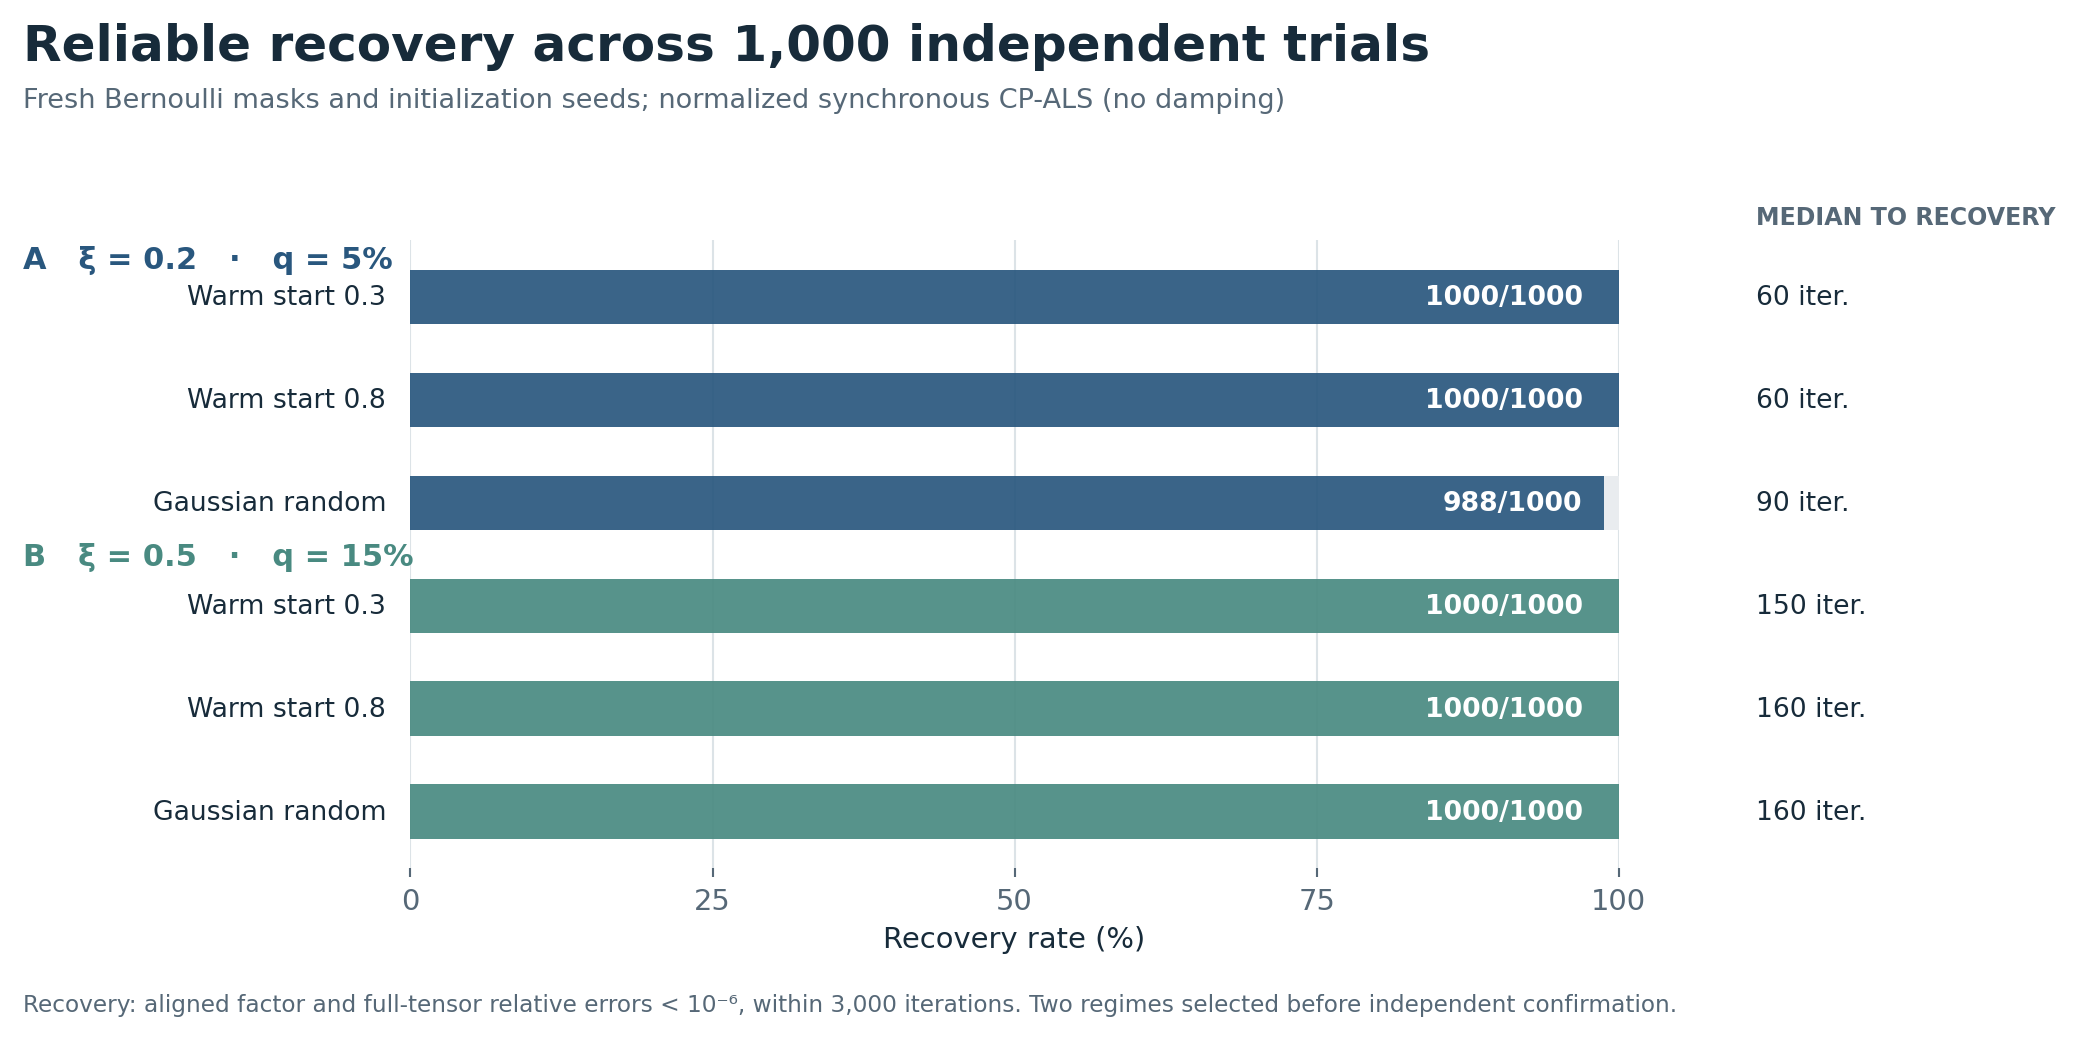 Reliable recovery across 1,000 independent trials
Fresh Bernoulli masks and initialization seeds; normalized synchronous CP-ALS (no damping)
MEDIAN TO RECOVERY
A ξ = 0.2 · q = 5%
Warm start 0.3 1000/1000 60 iter.
Warm start 0.8 1000/1000 60 iter.
Gaussian random 988/1000 90 iter.
B ξ = 0.5 · q = 15%
Warm start 0.3 1000/1000 150 iter.
Warm start 0.8 1000/1000 160 iter.
Gaussian random 1000/1000 160 iter.
0 25 50 75 100
Recovery rate (%)
Recovery: aligned factor and full-tensor relative errors < 10⁻⁶, within 3,000 iterations. Two regimes selected before independent confirmation.